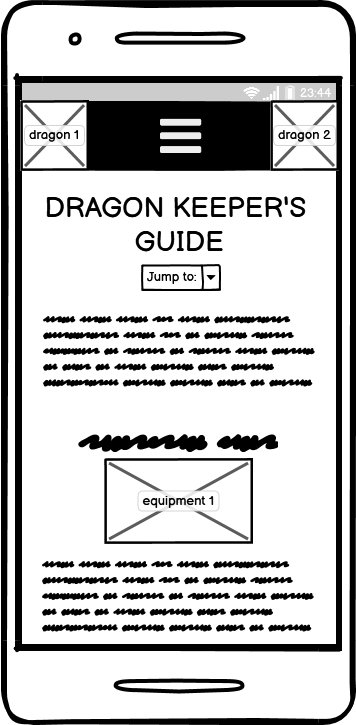 23:44
dragon 1
dragon 2
DRAGON KEEPER'S
GUIDE
Jump to:
equipment 1